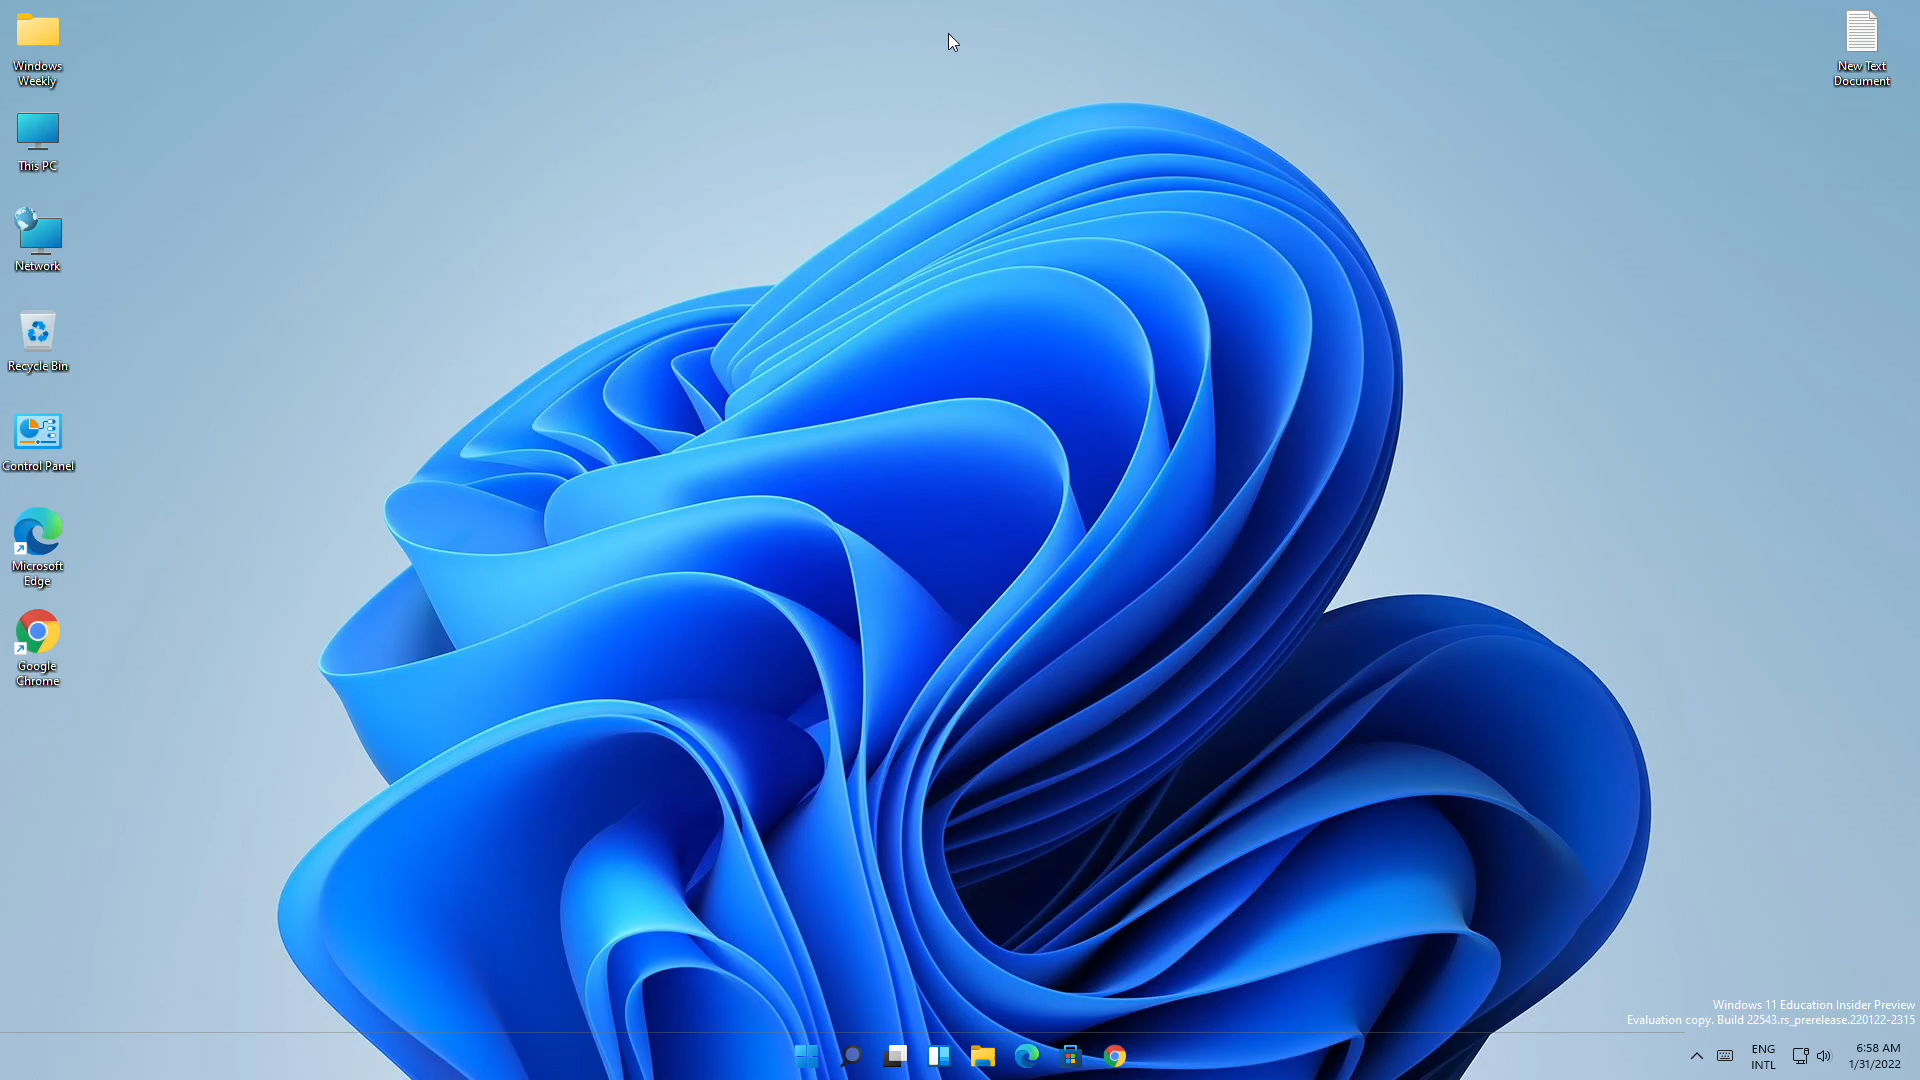 Windows
Weekly
This PC
Network
Recycle Bin
Control Panel
Microsoft
Edge
Google
Chrome
New Text
Document
Windows 11 Education Insider Preview
Evaluation copy. Build 22543.rs_prerelease.220122-2315
ENG
INTL
6:58 AM
1/31/2022